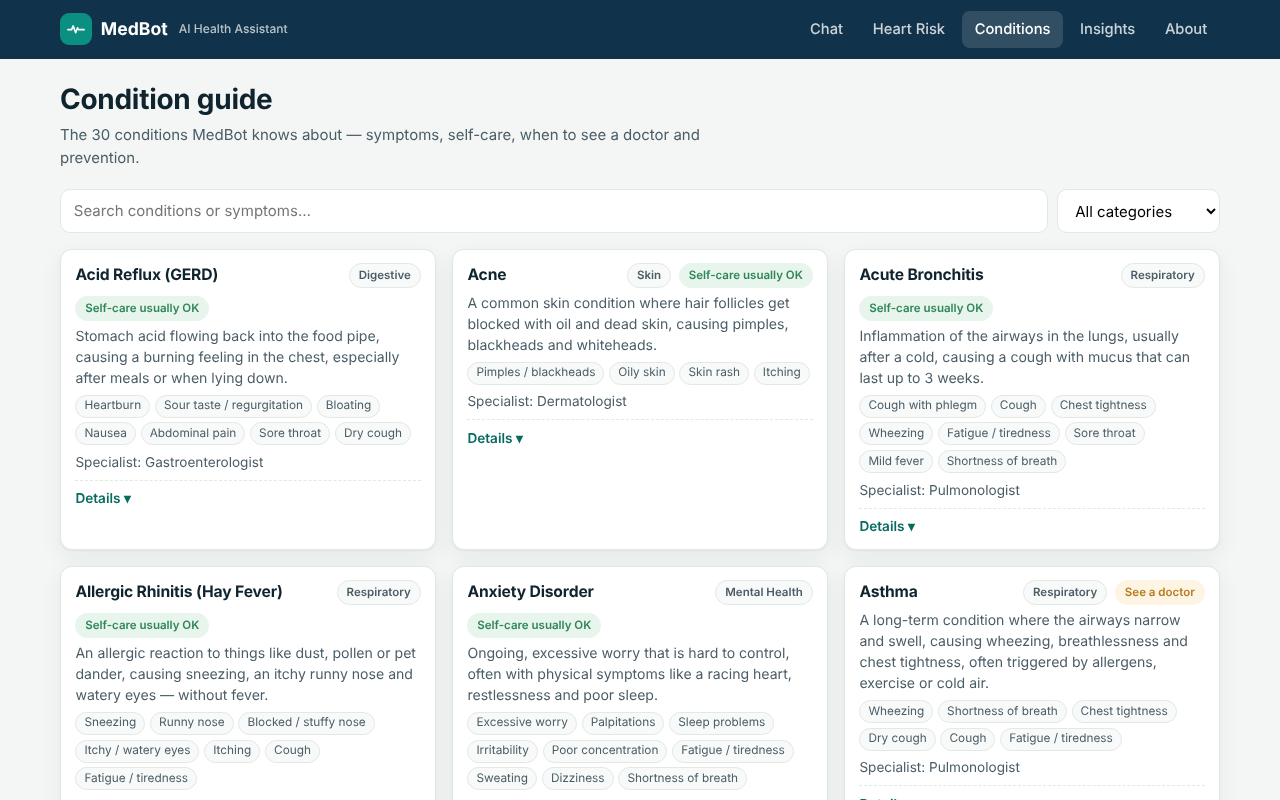 MedBot AI Health Assistant
Chat Heart Risk Conditions Insights About
Condition guide
The 30 conditions MedBot knows about — symptoms, self-care, when to see a doctor and
prevention.
Search conditions or symptoms...
All categories
Acid Reflux (GERD) Digestive
Self-care usually OK
Stomach acid flowing back into the food pipe,
causing a burning feeling in the chest, especially
after meals or when lying down.
Heartburn Sour taste / regurgitation Bloating
Nausea Abdominal pain Sore throat Dry cough
Specialist: Gastroenterologist
Details ▾
Acne Skin Self-care usually OK
A common skin condition where hair follicles get
blocked with oil and dead skin, causing pimples,
blackheads and whiteheads.
Pimples / blackheads Oily skin Skin rash Itching
Specialist: Dermatologist
Details ▾
Acute Bronchitis Respiratory
Self-care usually OK
Inflammation of the airways in the lungs, usually
after a cold, causing a cough with mucus that can
last up to 3 weeks.
Cough with phlegm Cough Chest tightness
Wheezing Fatigue / tiredness Sore throat
Mild fever Shortness of breath
Specialist: Pulmonologist
Details ▾
Allergic Rhinitis (Hay Fever) Respiratory
Self-care usually OK
An allergic reaction to things like dust, pollen or pet
dander, causing sneezing, an itchy runny nose and
watery eyes — without fever.
Sneezing Runny nose Blocked / stuffy nose
Itchy / watery eyes Itching Cough
Fatigue / tiredness
Anxiety Disorder Mental Health
Self-care usually OK
Ongoing, excessive worry that is hard to control,
often with physical symptoms like a racing heart,
restlessness and poor sleep.
Excessive worry Palpitations Sleep problems
Irritability Poor concentration Fatigue / tiredness
Sweating Dizziness Shortness of breath
Asthma Respiratory See a doctor
A long-term condition where the airways narrow
and swell, causing wheezing, breathlessness and
chest tightness, often triggered by allergens,
exercise or cold air.
Wheezing Shortness of breath Chest tightness
Dry cough Cough Fatigue / tiredness
Specialist: Pulmonologist